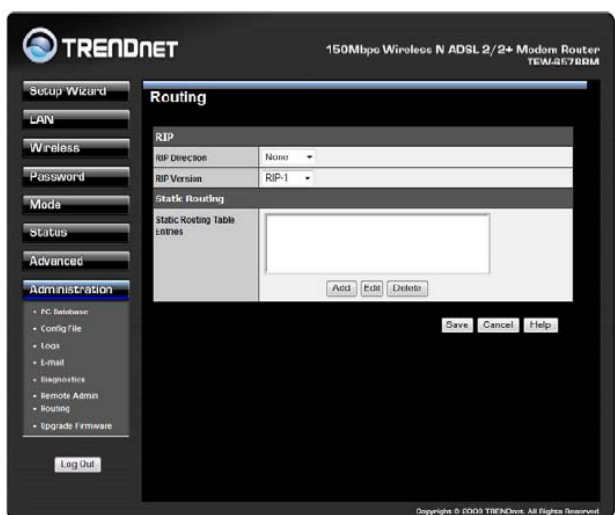 TRENDNET
150Mbps Wireless N ADSL 2/2+ Modem Router
TEW-657BRM
Setup Wizard
LAN
Wireless
Password
Mode
Status
Advanced
Administration
PC Database
Config File
Logs
E-mail
Diagnostics
Remote Admin
Routing
Upgrade Firmware
Log Out
Routing
RIP
RIP Direction
None
RIP Version
RIP-1
Static Routing
Static Routing Table
Entries
Add Edit Delete
Save Cancel Help
Copyright © 2009 TRENDnet. All Rights Reserved.